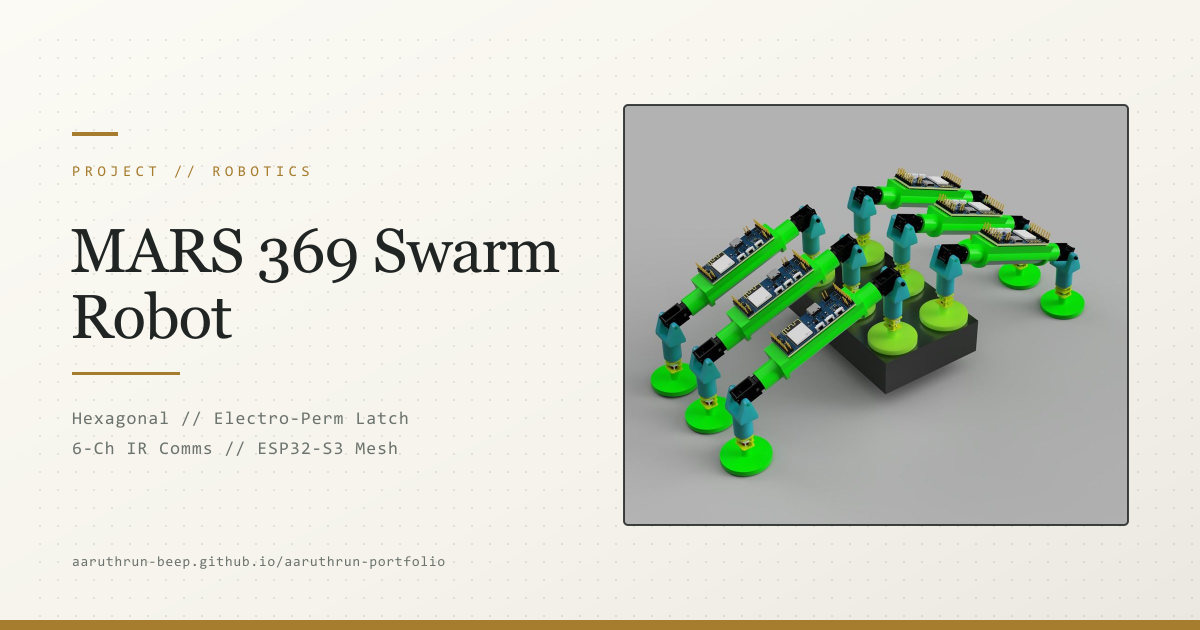 PROJECT // ROBOTICS
MARS 369 Swarm
Robot
Hexagonal // Electro-Perm Latch
6-Ch IR Comms // ESP32-S3 Mesh
aaruthrun-beep.github.io/aaruthrun-portfolio